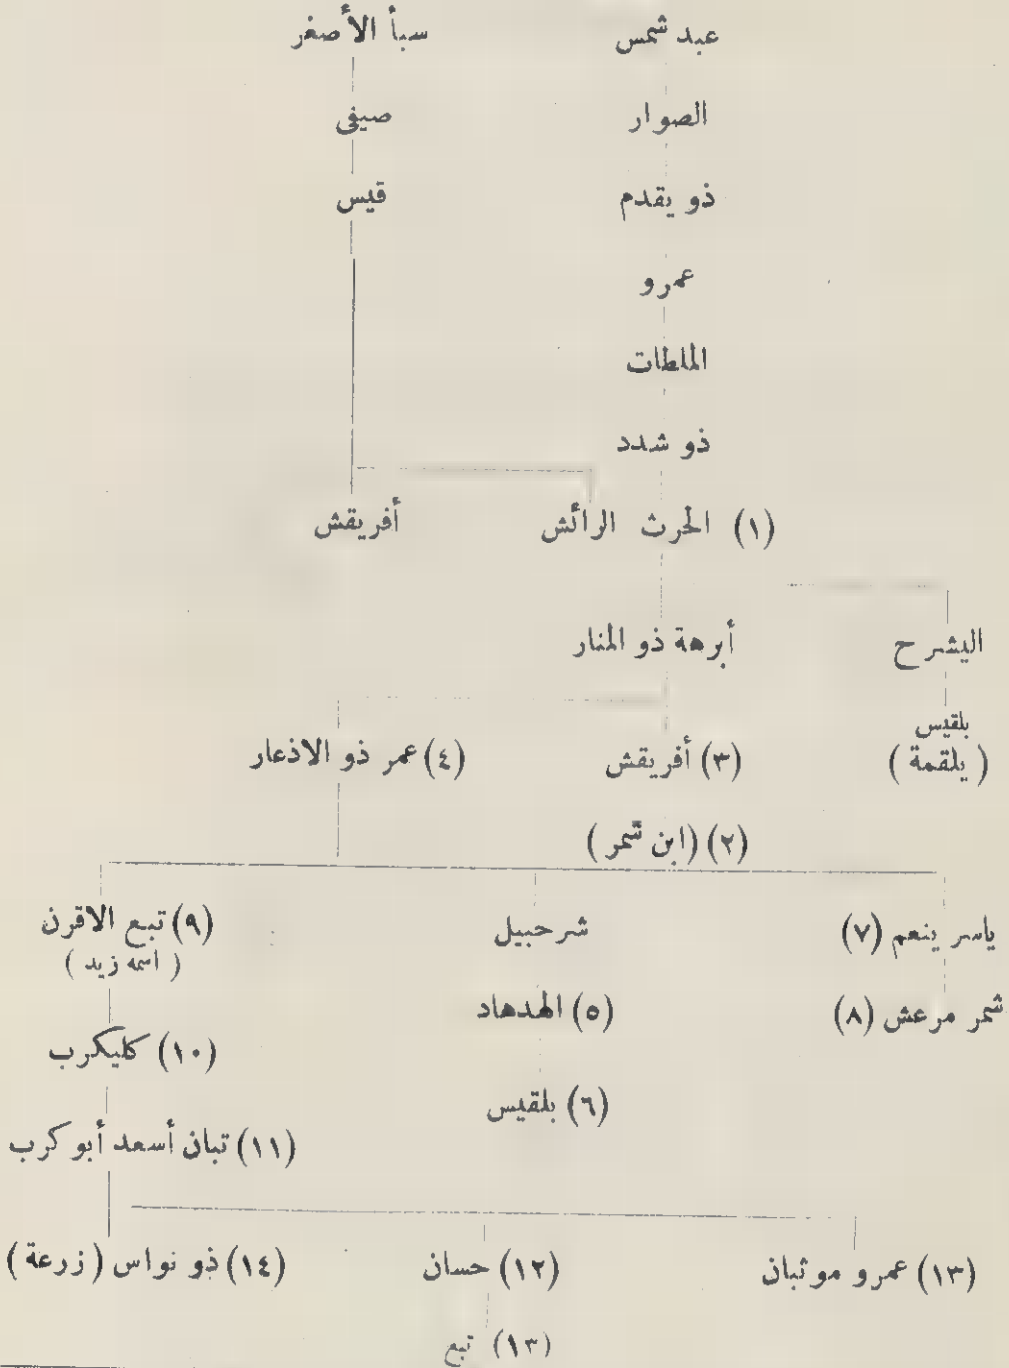 عبد شمس سبأ الأصغر
الصوار صيفى
ذو يقدم قيس
عمرو
الملطات
ذو شدد
(١) الحرث الرائش أفريقش
اليشرح أبرهة ذو المنار
بلقيس
(يلقمة) (٣) أفريقش (٤) عمر ذو الاذعار
(٢) (ابن شمر)
ياسر ينعم (٧) شرحبيل (٩) تبع الاقرن
(اسمه زيد)
شمر مرعش (٨) (٥) الهدهاد
(١٠) كليكرب
(٦) بلقيس
(١١) تبان أسعد أبو كرب
(١٣) عمرو موثبان (١٢) حسان (١٤) ذو نواس (زرعة)
(١٣) تبع